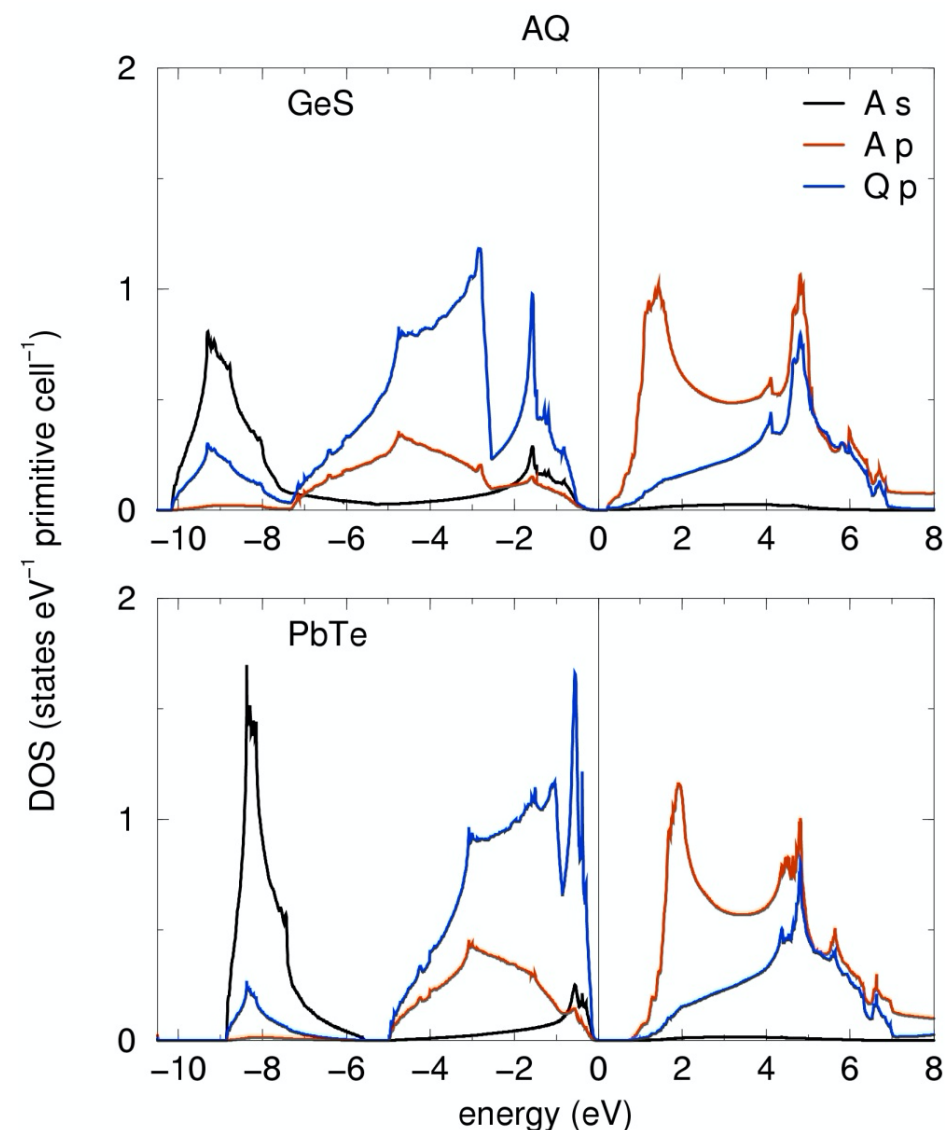 AQ
2
GeS
A s
A p
Q p
1
0
−10 −8 −6 −4 −2 0 2 4 6 8
DOS (states eV⁻¹ primitive cell⁻¹)
2
PbTe
1
0
−10 −8 −6 −4 −2 0 2 4 6 8
energy (eV)